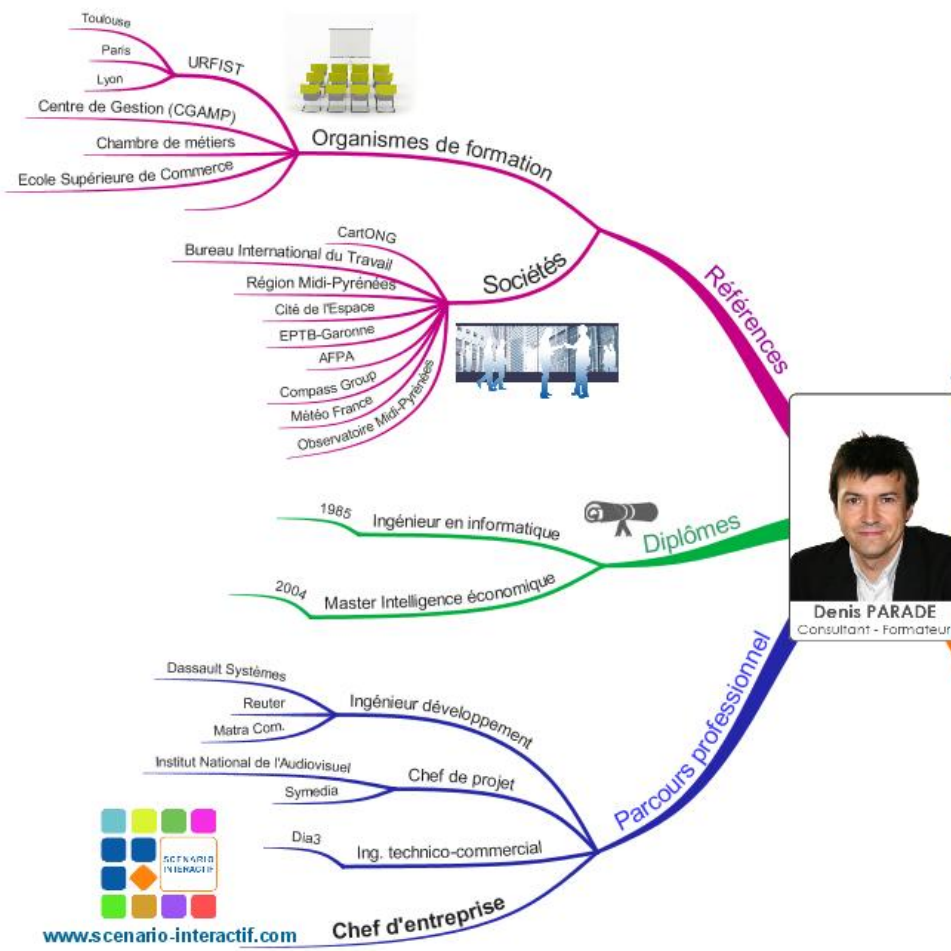 Toulouse
Paris
Lyon
URFIST
Centre de Gestion (CGAMP)
Chambre de métiers
Ecole Supérieure de Commerce
Organismes de formation
CartONG
Bureau International du Travail
Région Midi-Pyrénées
Cité de l'Espace
EPTB-Garonne
AFPA
Compass Group
Météo France
Observatoire Midi-Pyrénées
Sociétés
Références
1985
Ingénieur en informatique
2004
Master Intelligence économique
Diplômes
Denis PARADE
Consultant - Formateur
Dassault Systèmes
Reuter
Matra Com.
Ingénieur développement
Institut National de l'Audiovisuel
Symedia
Chef de projet
Dia3
Ing. technico-commercial
Chef d'entreprise
Parcours professionnel
SCENARIO
INTERACTIF
www.scenario-interactif.com